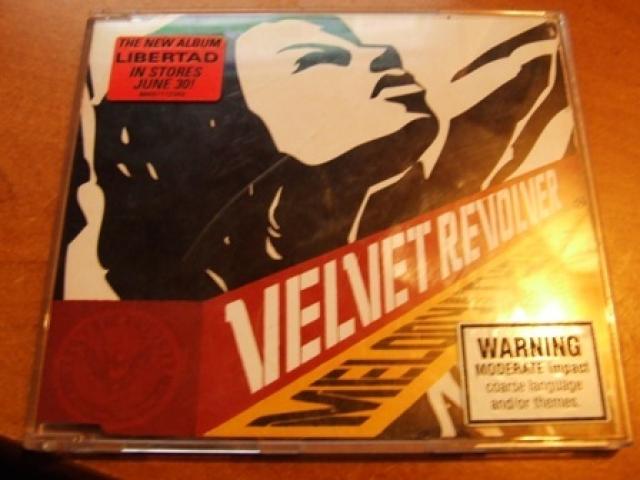 THE NEW ALBUM
LIBERTAD
IN STORES
JUNE 30!
VELVET REVOLVER
WARNING
MODERATE impact
coarse language
and/or themes.